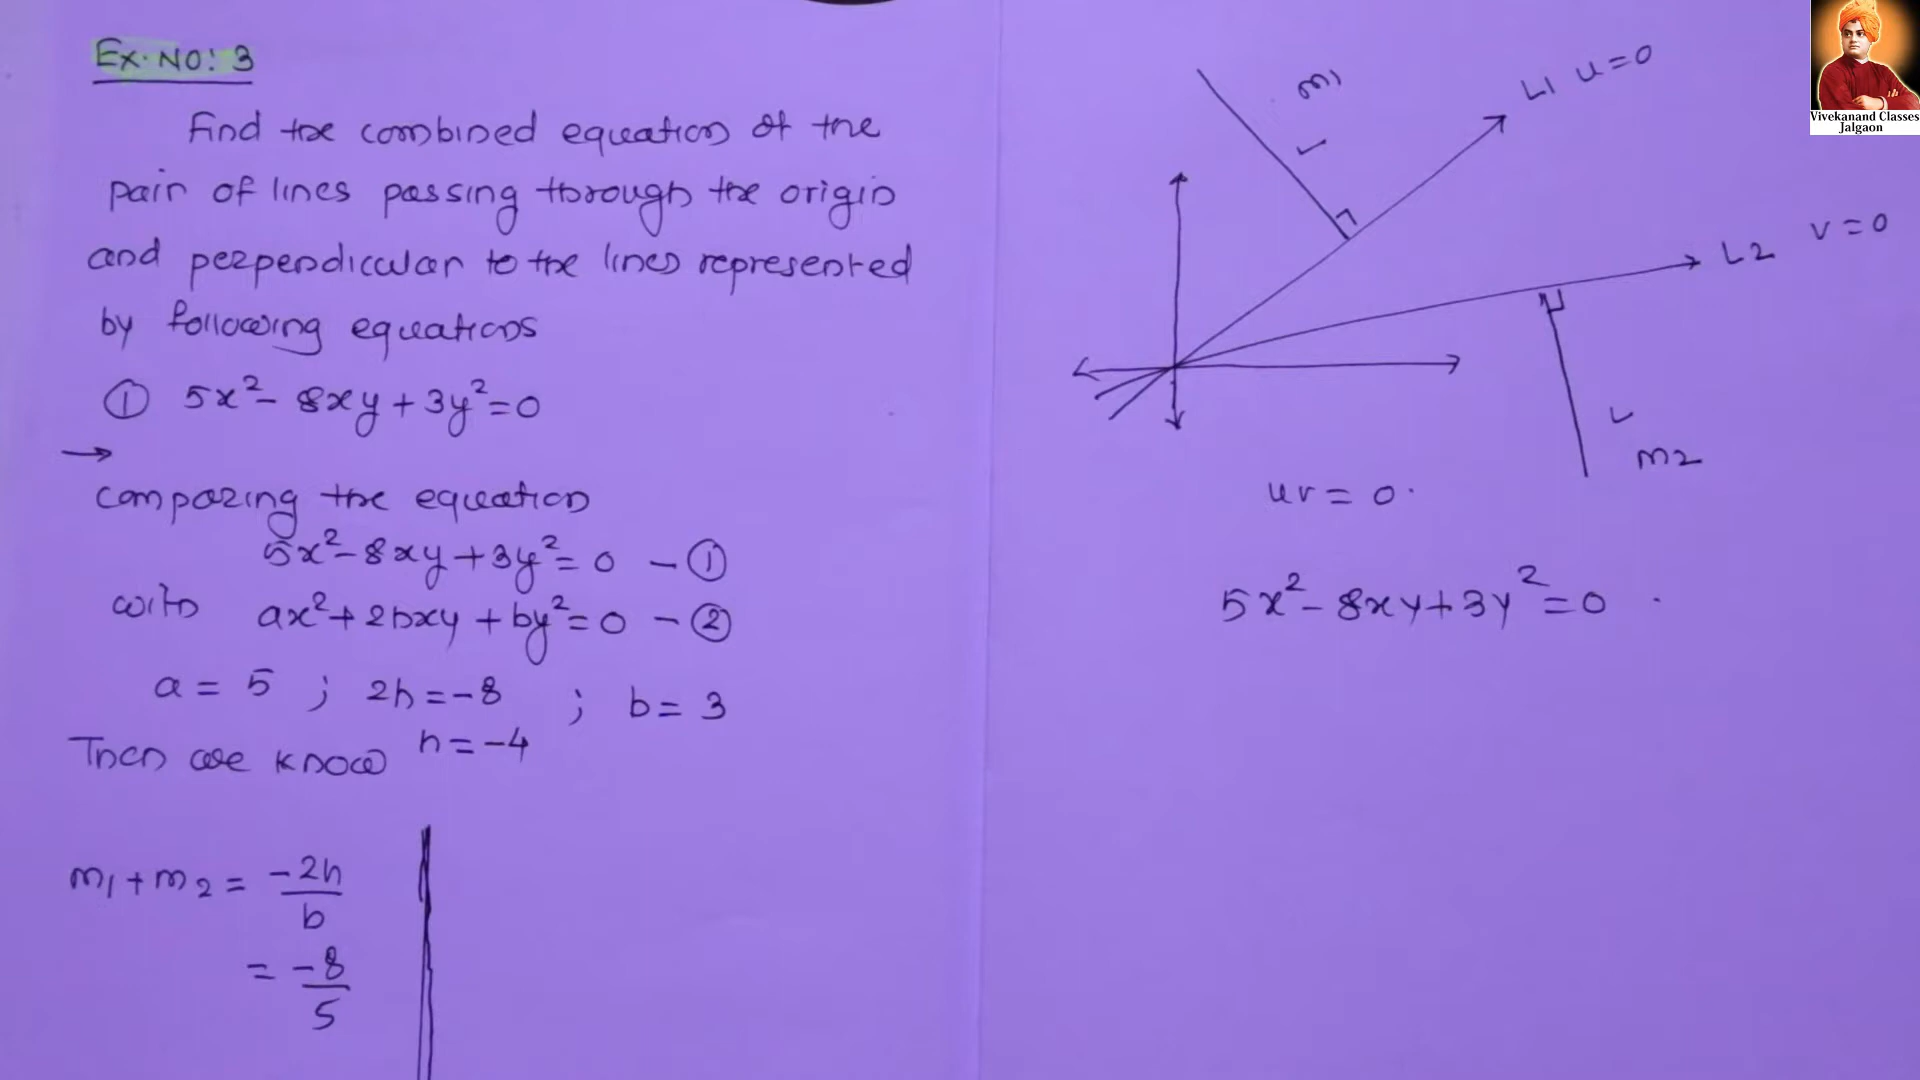 Ex. No: 3
Find the combined equation of the
pair of lines passing through the origin
and perpendicular to the lines represented
by following equations
① 5x² - 8xy + 3y² = 0
→
comparing the equation
5x² - 8xy + 3y² = 0 - ①
with ax² + 2hxy + by² = 0 - ②
a = 5 ; 2h = -8 ; b = 3
h = -4
Then we know
m1 + m2 = -2h/b
= -8/5
m1
L1 u = 0
L2 v = 0
m2
uv = 0.
5x² - 8xy + 3y² = 0 .
Vivekanand Classes
Jalgaon